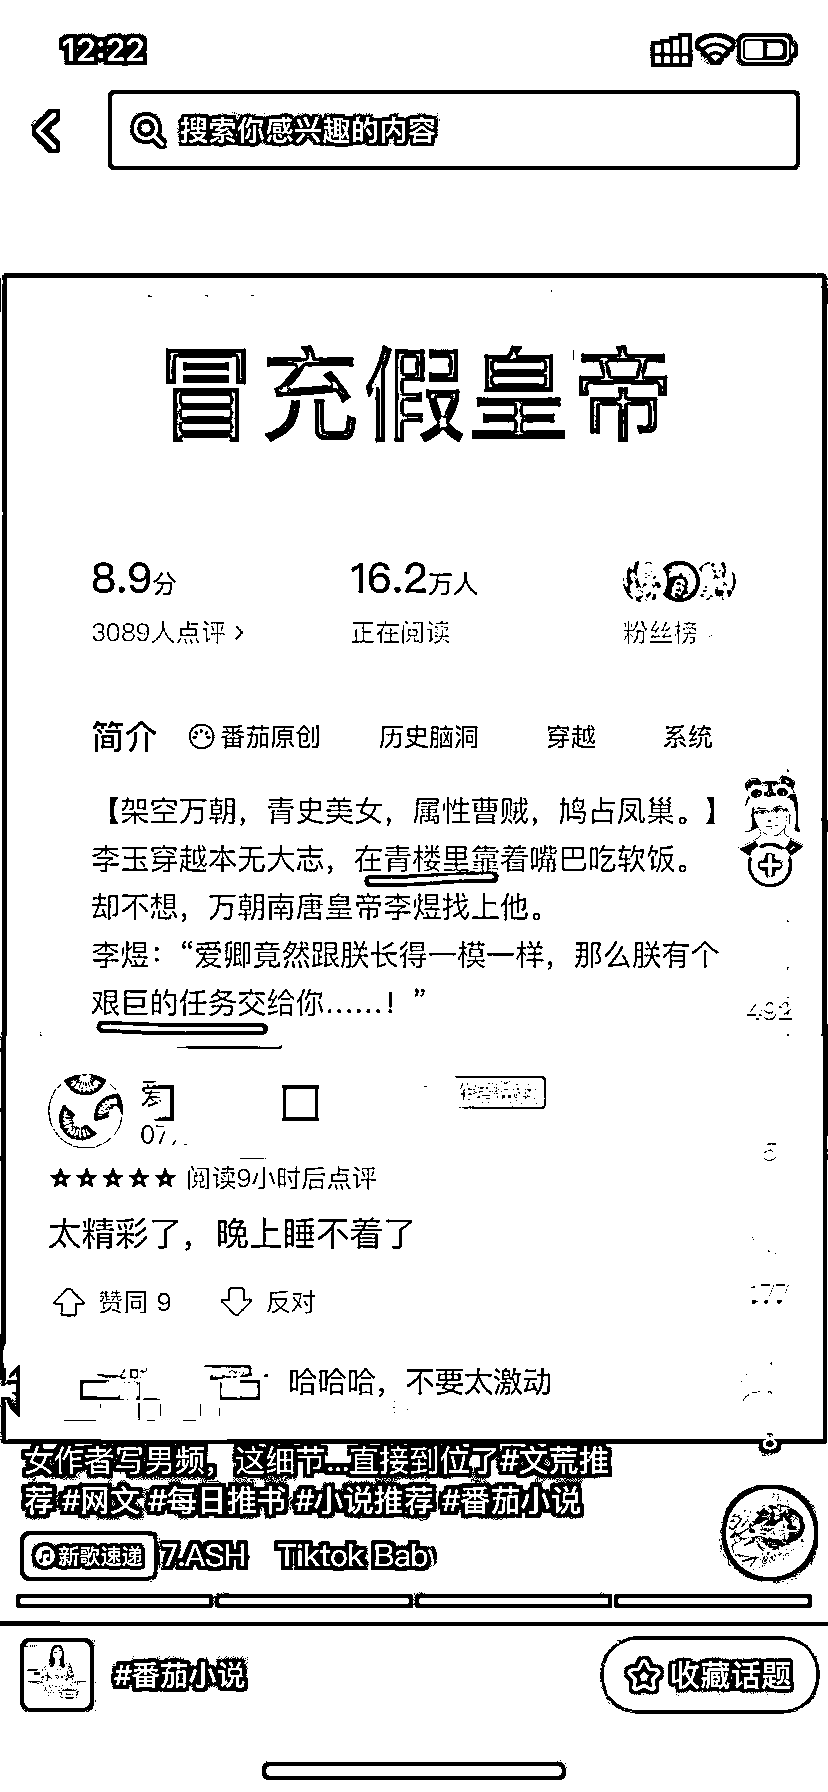 12:22
搜索你感兴趣的内容
冒充假皇帝
8.9分 16.2万人
3089人点评 > 正在阅读 粉丝榜
简介 番茄原创 历史脑洞 穿越 系统
【架空万朝，青史美女，属性曹贼，鸠占凤巢。】
李玉穿越本无大志，在青楼里靠着嘴巴吃软饭。
却不想，万朝南唐皇帝李煜找上他。
李煜：“爱卿竟然跟朕长得一模一样，那么朕有个
艰巨的任务交给你……！”
492
07
阅读9小时后点评
太精彩了，晚上睡不着了
赞同 9 反对
177
哈哈哈，不要太激动
女作者写男频，这细节...直接到位了#文荒推
荐 #网文 #每日推书 #小说推荐 #番茄小说
新歌速递 7.ASH Tiktok Bab
#番茄小说 收藏话题